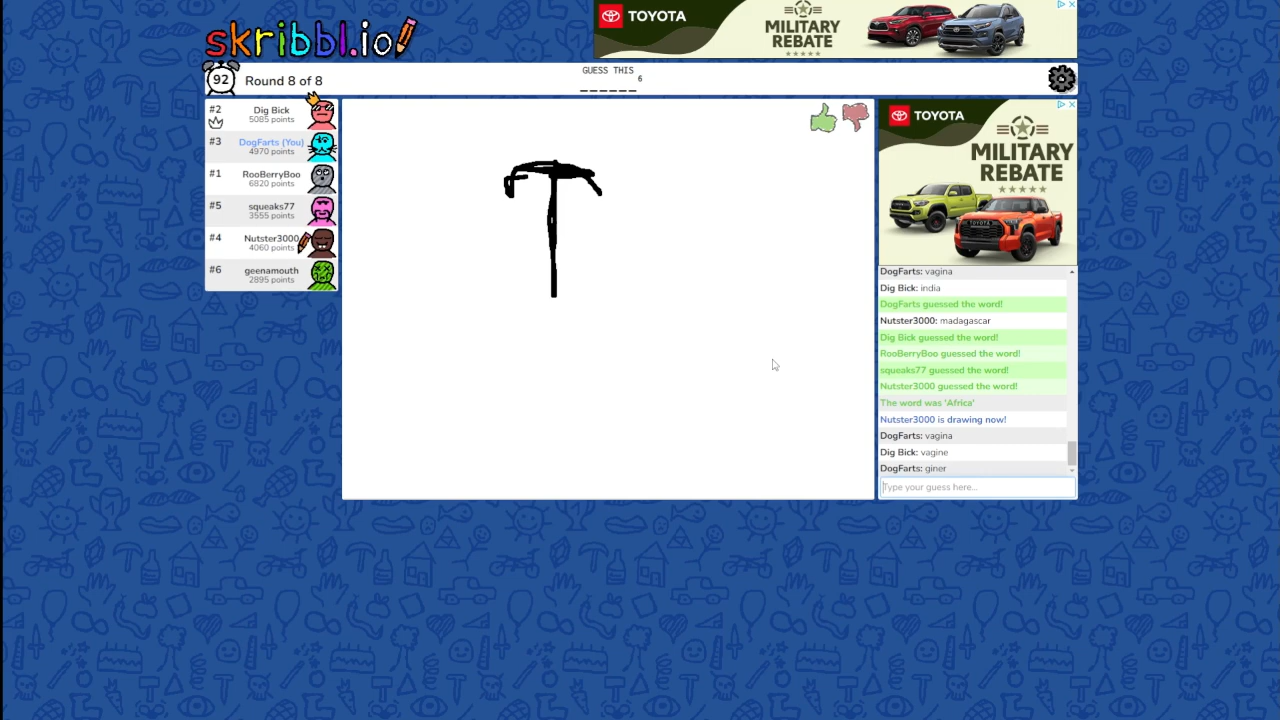 skribbl.io
TOYOTA
MILITARY
REBATE
92
Round 8 of 8
GUESS THIS
______ 6
#2
Dig Bick
5085 points
#3
DogFarts (You)
4970 points
#1
RooBerryBoo
6820 points
#5
squeaks77
3555 points
#4
Nutster3000
4060 points
#6
geenamouth
2895 points
TOYOTA
MILITARY
REBATE
DogFarts: vagina
Dig Bick: india
DogFarts guessed the word!
Nutster3000: madagascar
Dig Bick guessed the word!
RooBerryBoo guessed the word!
squeaks77 guessed the word!
Nutster3000 guessed the word!
The word was 'Africa'
Nutster3000 is drawing now!
DogFarts: vagina
Dig Bick: vagine
DogFarts: giner
Type your guess here...